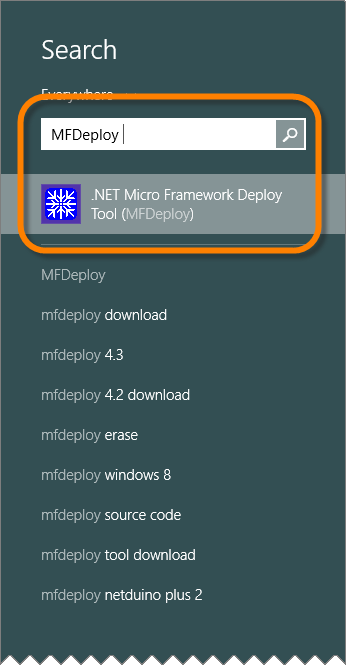 Search
Everywhere
MFDeploy
.NET Micro Framework Deploy
Tool (MFDeploy)
MFDeploy
mfdeploy download
mfdeploy 4.3
mfdeploy 4.2 download
mfdeploy erase
mfdeploy windows 8
mfdeploy source code
mfdeploy tool download
mfdeploy netduino plus 2